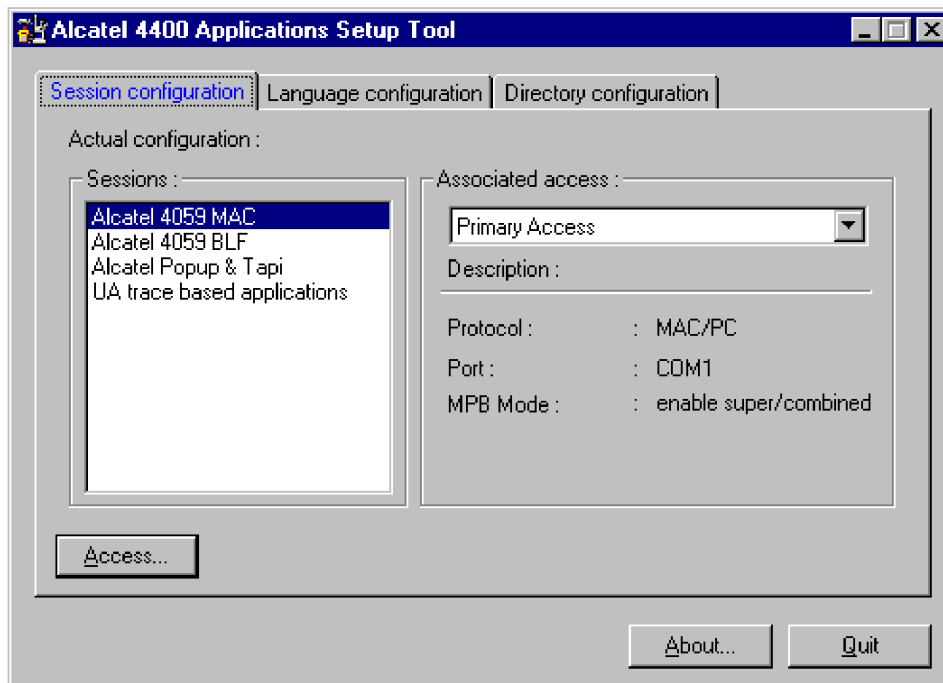 Alcatel 4400 Applications Setup Tool
Session configuration
Language configuration
Directory configuration
Actual configuration :
Sessions :
Alcatel 4059 MAC
Alcatel 4059 BLF
Alcatel Popup & Tapi
UA trace based applications
Associated access :
Primary Access
Description :
Protocol : : MAC/PC
Port : : COM1
MPB Mode : : enable super/combined
Access...
About...
Quit